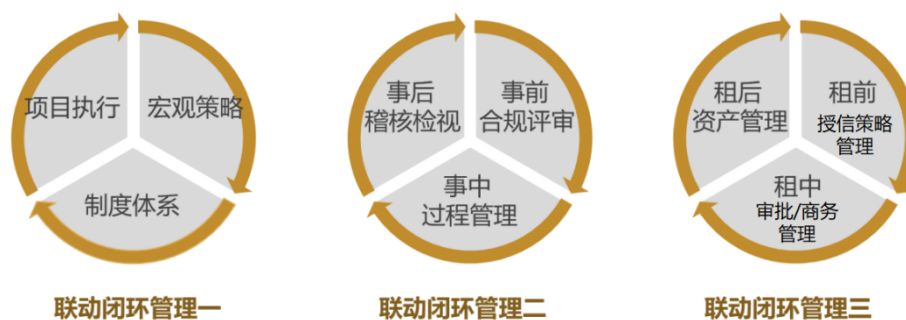 项目执行
宏观策略
制度体系
联动闭环管理一
事后
稽核检视
事前
合规评审
事中
过程管理
联动闭环管理二
租后
资产管理
租前
授信策略
管理
租中
审批/商务
管理
联动闭环管理三